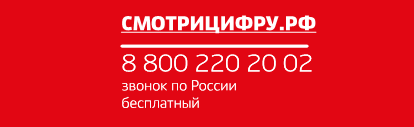 СМОТРИЦИФРУ.РФ
8 800 220 20 02
звонок по России
бесплатный